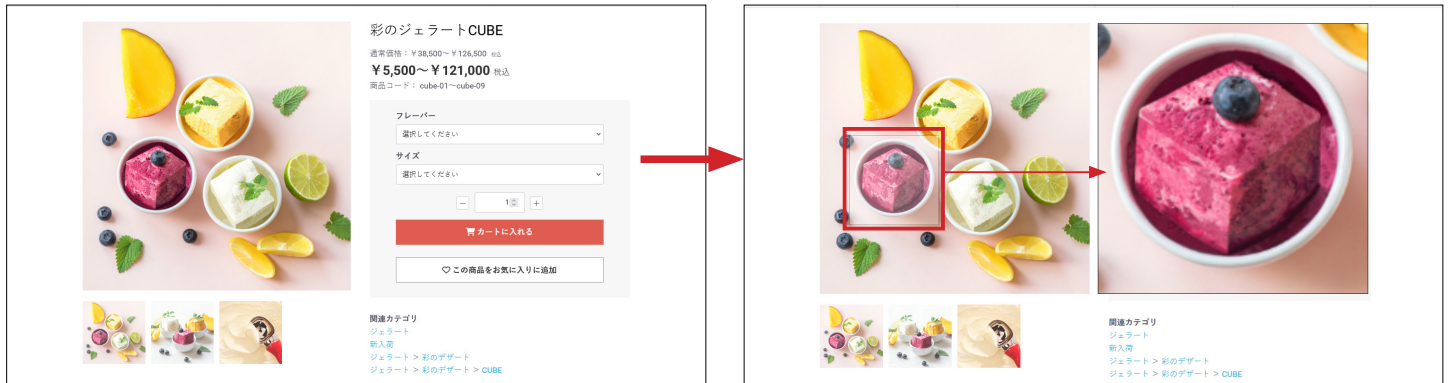 彩のジェラートCUBE
通常価格：￥38,500～￥126,500 税込
￥5,500～￥121,000 税込
商品コード： cube-01～cube-09
フレーバー
選択してください
サイズ
選択してください
－ 1 ＋
カートに入れる
この商品をお気に入りに追加
関連カテゴリ
ジェラート
新入荷
ジェラート ＞ 彩のデザート
ジェラート ＞ 彩のデザート ＞ CUBE
関連カテゴリ
ジェラート
新入荷
ジェラート ＞ 彩のデザート
ジェラート ＞ 彩のデザート ＞ CUBE